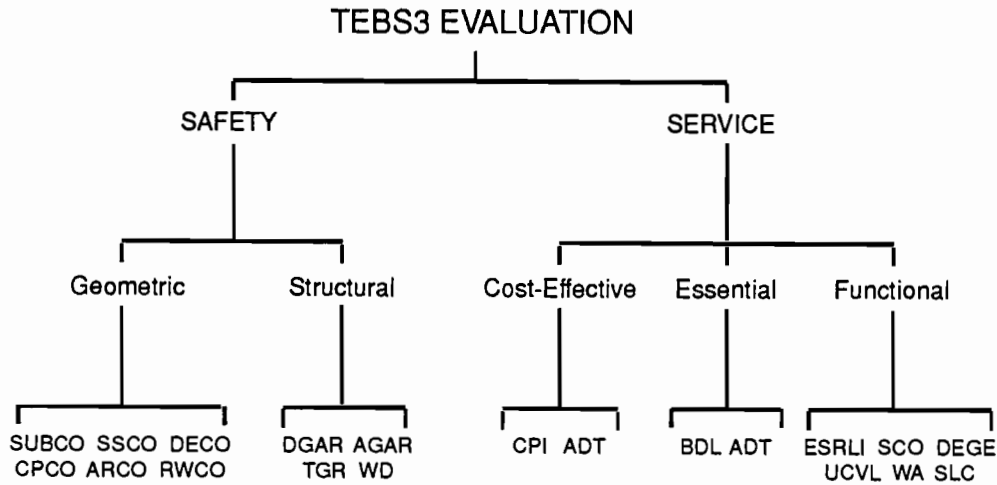 TEBS3 EVALUATION
SAFETY SERVICE
Geometric Structural Cost-Effective Essential Functional
SUBCO SSCO DECO DGAR AGAR CPI ADT BDL ADT ESRLI SCO DEGE
CPCO ARCO RWCO TGR WD UCVL WA SLC